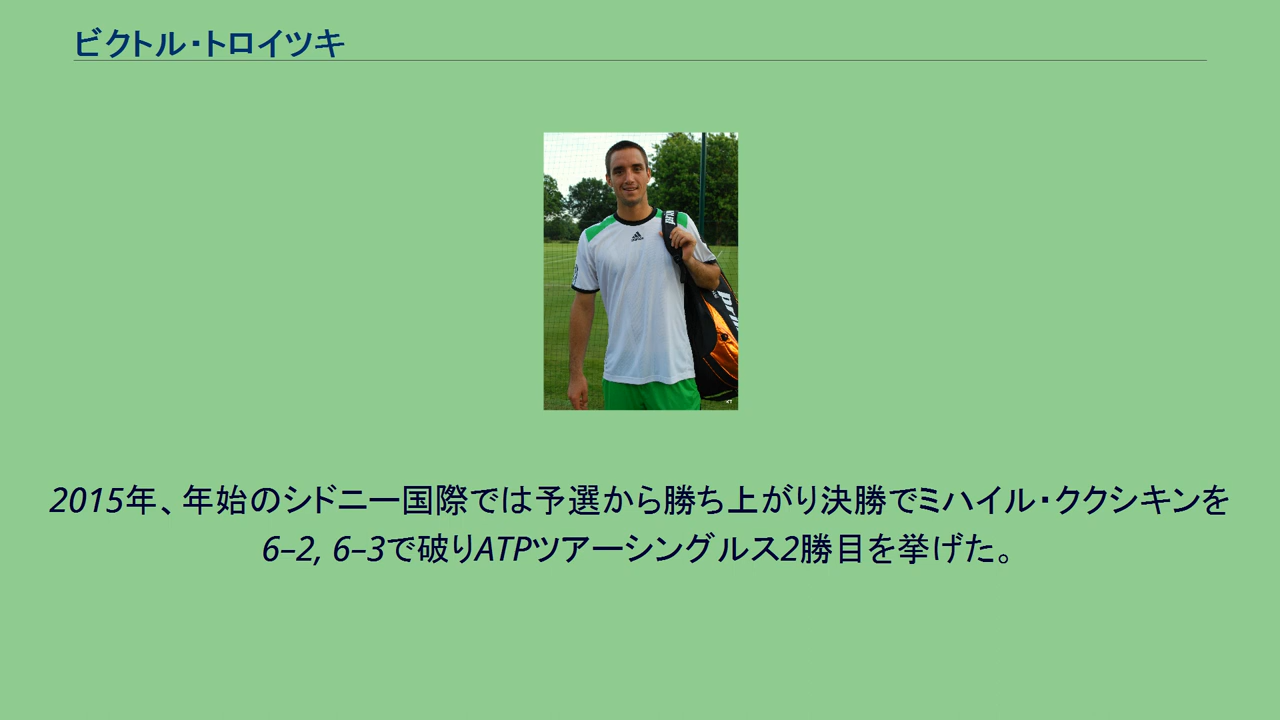 ビクトル・トロイツキ
2015年、年始のシドニー国際では予選から勝ち上がり決勝でミハイル・ククシキンを
6–2, 6–3で破りATPツアーシングルス2勝目を挙げた。